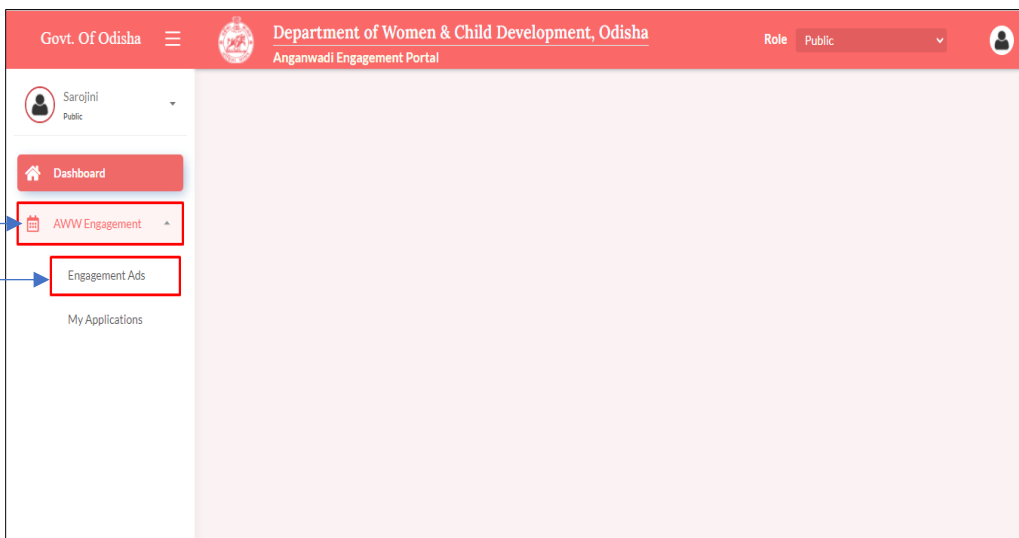 Govt. Of Odisha
Department of Women & Child Development, Odisha
Anganwadi Engagement Portal
Role Public
Sarojini
Public
Dashboard
AWW Engagement
Engagement Ads
My Applications